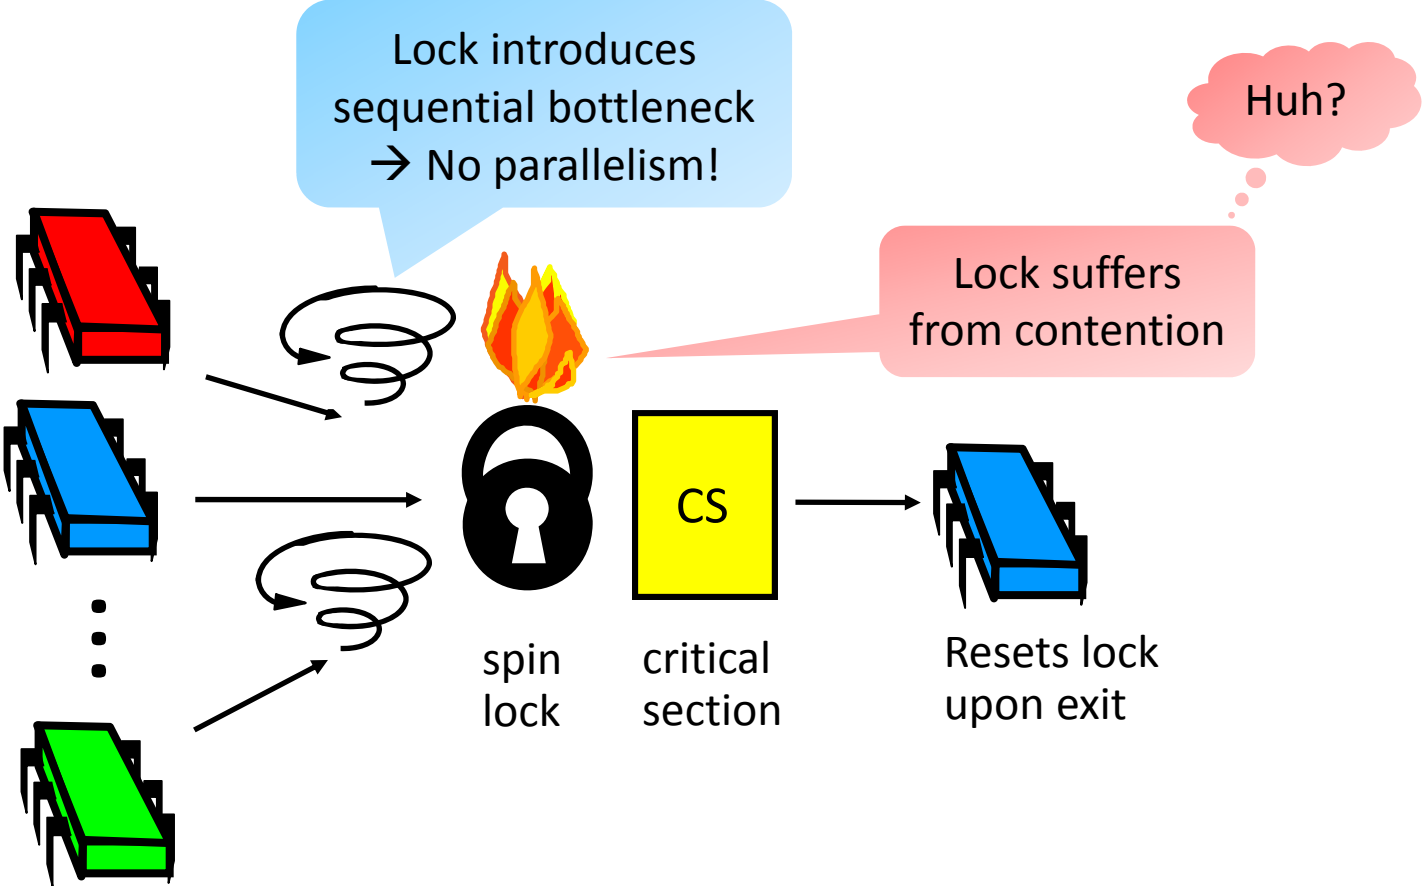 Lock introduces
sequential bottleneck
→ No parallelism!
Huh?
Lock suffers
from contention
CS
spin
lock
critical
section
Resets lock
upon exit